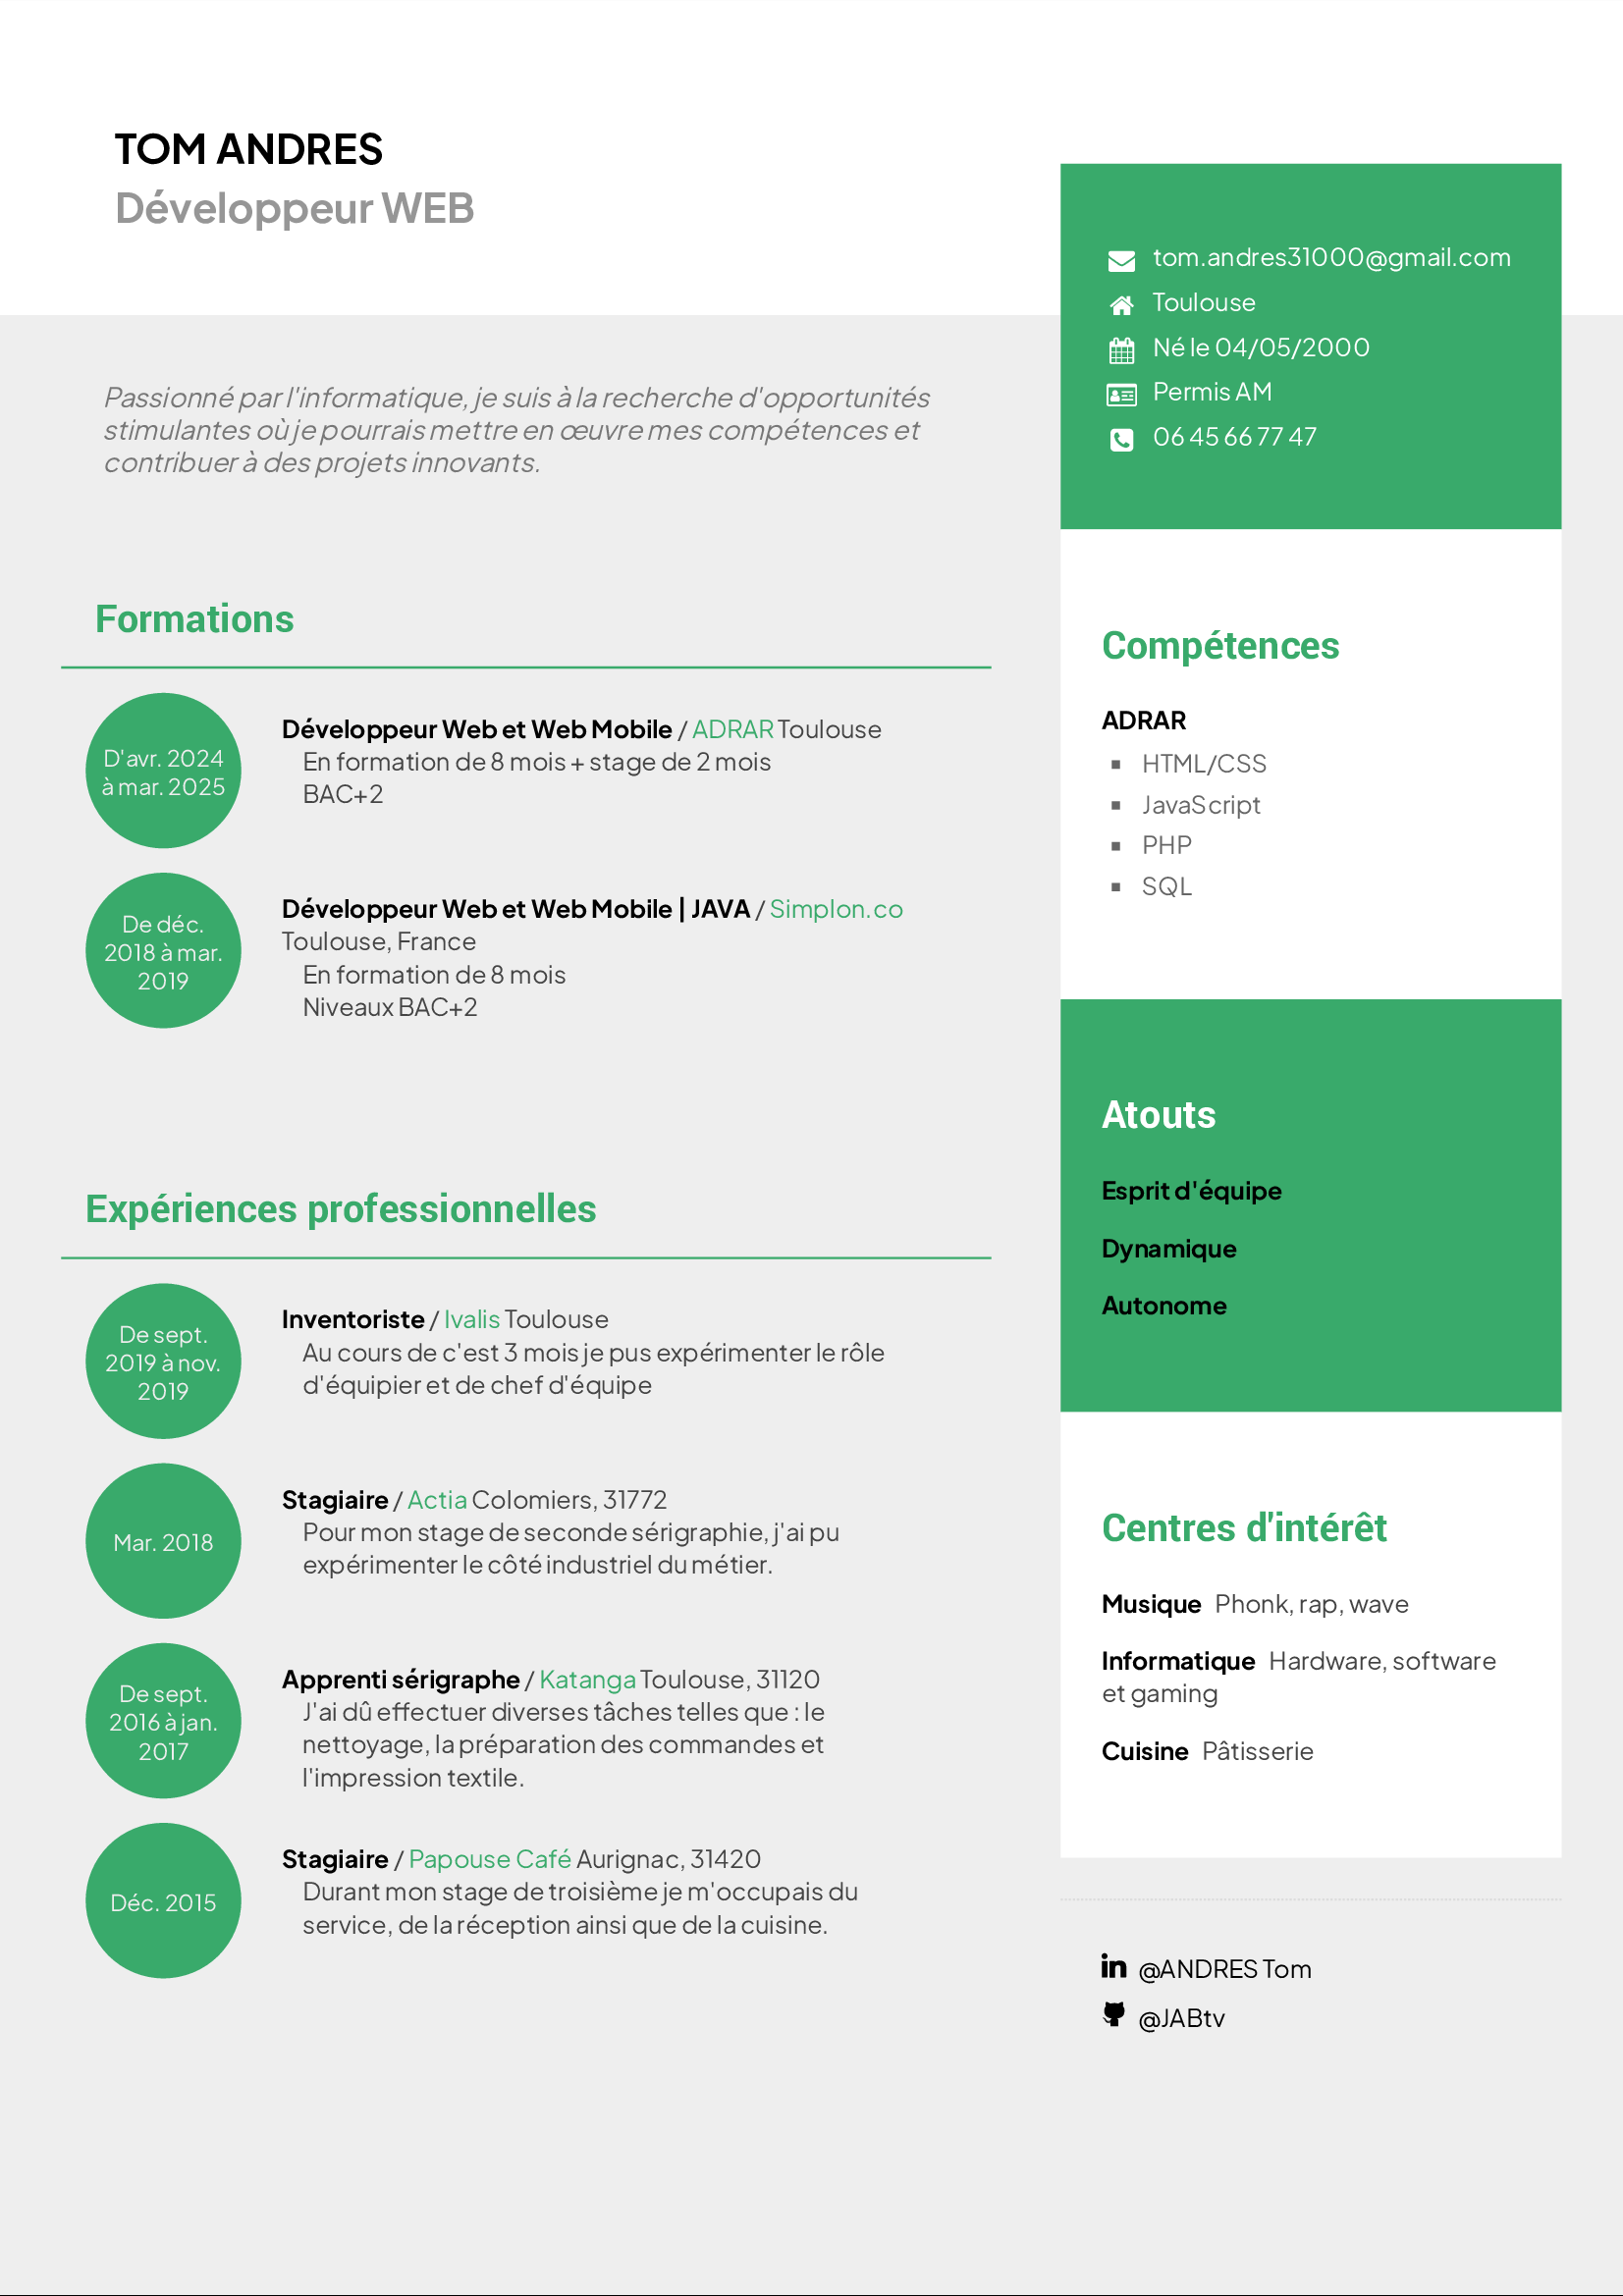 TOM ANDRES
Développeur WEB
tom.andres31000@gmail.com
Toulouse
Né le 04/05/2000
Permis AM
06 45 66 77 47
Passionné par l'informatique, je suis à la recherche d'opportunités
stimulantes où je pourrais mettre en œuvre mes compétences et
contribuer à des projets innovants.
Formations
D'avr. 2024
à mar. 2025
Développeur Web et Web Mobile / ADRAR Toulouse
En formation de 8 mois + stage de 2 mois
BAC+2
De déc.
2018 à mar.
2019
Développeur Web et Web Mobile | JAVA / Simplon.co
Toulouse, France
En formation de 8 mois
Niveaux BAC+2
Expériences professionnelles
De sept.
2019 à nov.
2019
Inventoriste / Ivalis Toulouse
Au cours de c'est 3 mois je pus expérimenter le rôle
d'équipier et de chef d'équipe
Mar. 2018
Stagiaire / Actia Colomiers, 31772
Pour mon stage de seconde sérigraphie, j'ai pu
expérimenter le côté industriel du métier.
De sept.
2016 à jan.
2017
Apprenti sérigraphe / Katanga Toulouse, 31120
J'ai dû effectuer diverses tâches telles que : le
nettoyage, la préparation des commandes et
l'impression textile.
Déc. 2015
Stagiaire / Papouse Café Aurignac, 31420
Durant mon stage de troisième je m'occupais du
service, de la réception ainsi que de la cuisine.
Compétences
ADRAR
▪ HTML/CSS
▪ JavaScript
▪ PHP
▪ SQL
Atouts
Esprit d'équipe
Dynamique
Autonome
Centres d'intérêt
Musique Phonk, rap, wave
Informatique Hardware, software
et gaming
Cuisine Pâtisserie
@ANDRES Tom
@JABtv